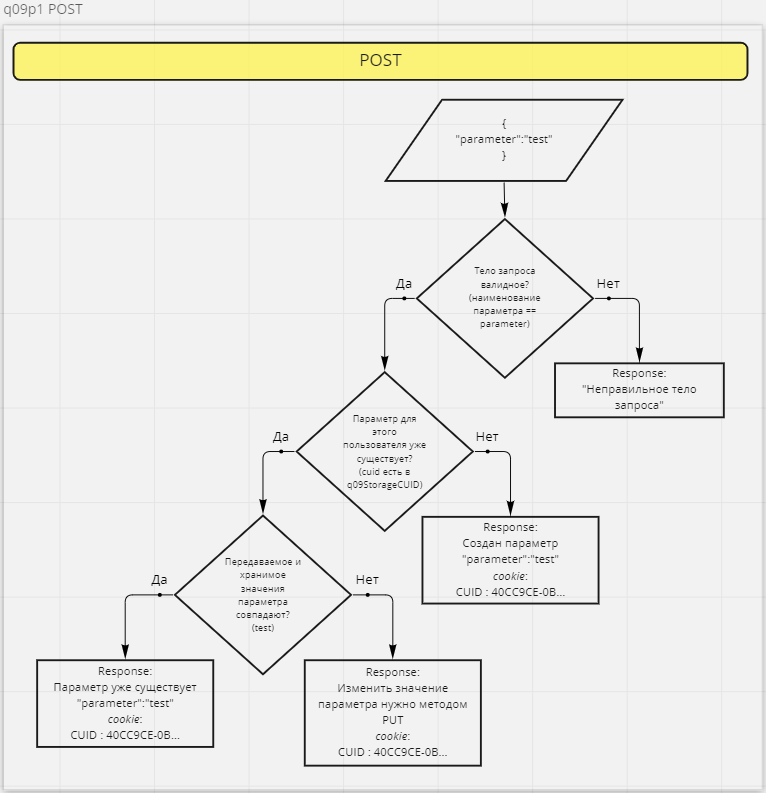 q09p1 POST
POST
{
"parameter":"test"
}
Тело запроса
валидное?
(наименование
параметра ==
parameter)
Да
Нет
Response:
"Неправильное тело
запроса"
Параметр для
этого
пользователя уже
существует?
(cuid есть в
q09StorageCUID)
Да
Нет
Response:
Создан параметр
"parameter":"test"
cookie:
CUID : 40CC9CE-0B...
Передаваемое и
хранимое
значения
параметра
совпадают?
(test)
Да
Нет
Response:
Параметр уже существует
"parameter":"test"
cookie:
CUID : 40CC9CE-0B...
Response:
Изменить значение
параметра нужно методом
PUT
cookie:
CUID : 40CC9CE-0B...